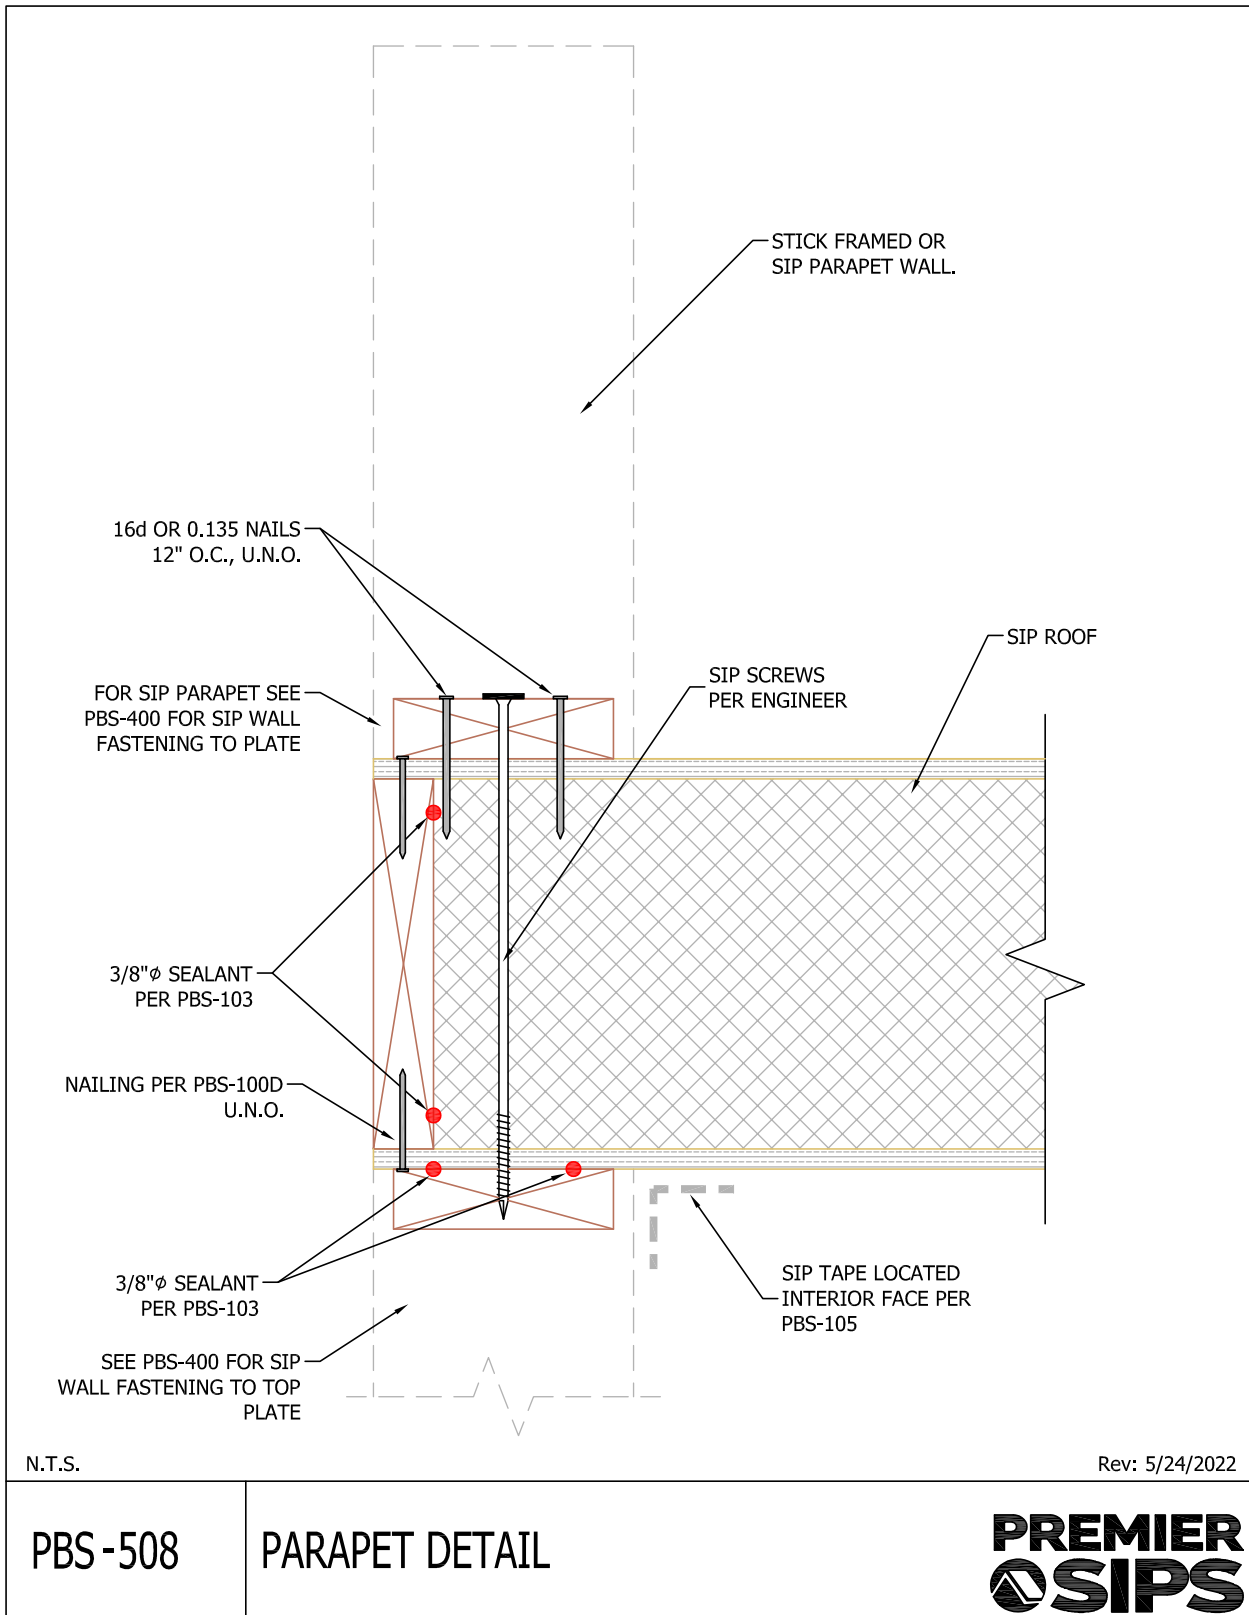 STICK FRAMED OR
SIP PARAPET WALL.
16d OR 0.135 NAILS
12" O.C., U.N.O.
SIP ROOF
SIP SCREWS
PER ENGINEER
FOR SIP PARAPET SEE
PBS-400 FOR SIP WALL
FASTENING TO PLATE
3/8"ϕ SEALANT
PER PBS-103
NAILING PER PBS-100D
U.N.O.
3/8"ϕ SEALANT
PER PBS-103
SIP TAPE LOCATED
INTERIOR FACE PER
PBS-105
SEE PBS-400 FOR SIP
WALL FASTENING TO TOP
PLATE
N.T.S.
Rev: 5/24/2022
PBS-508
PARAPET DETAIL
PREMIER
SIPS